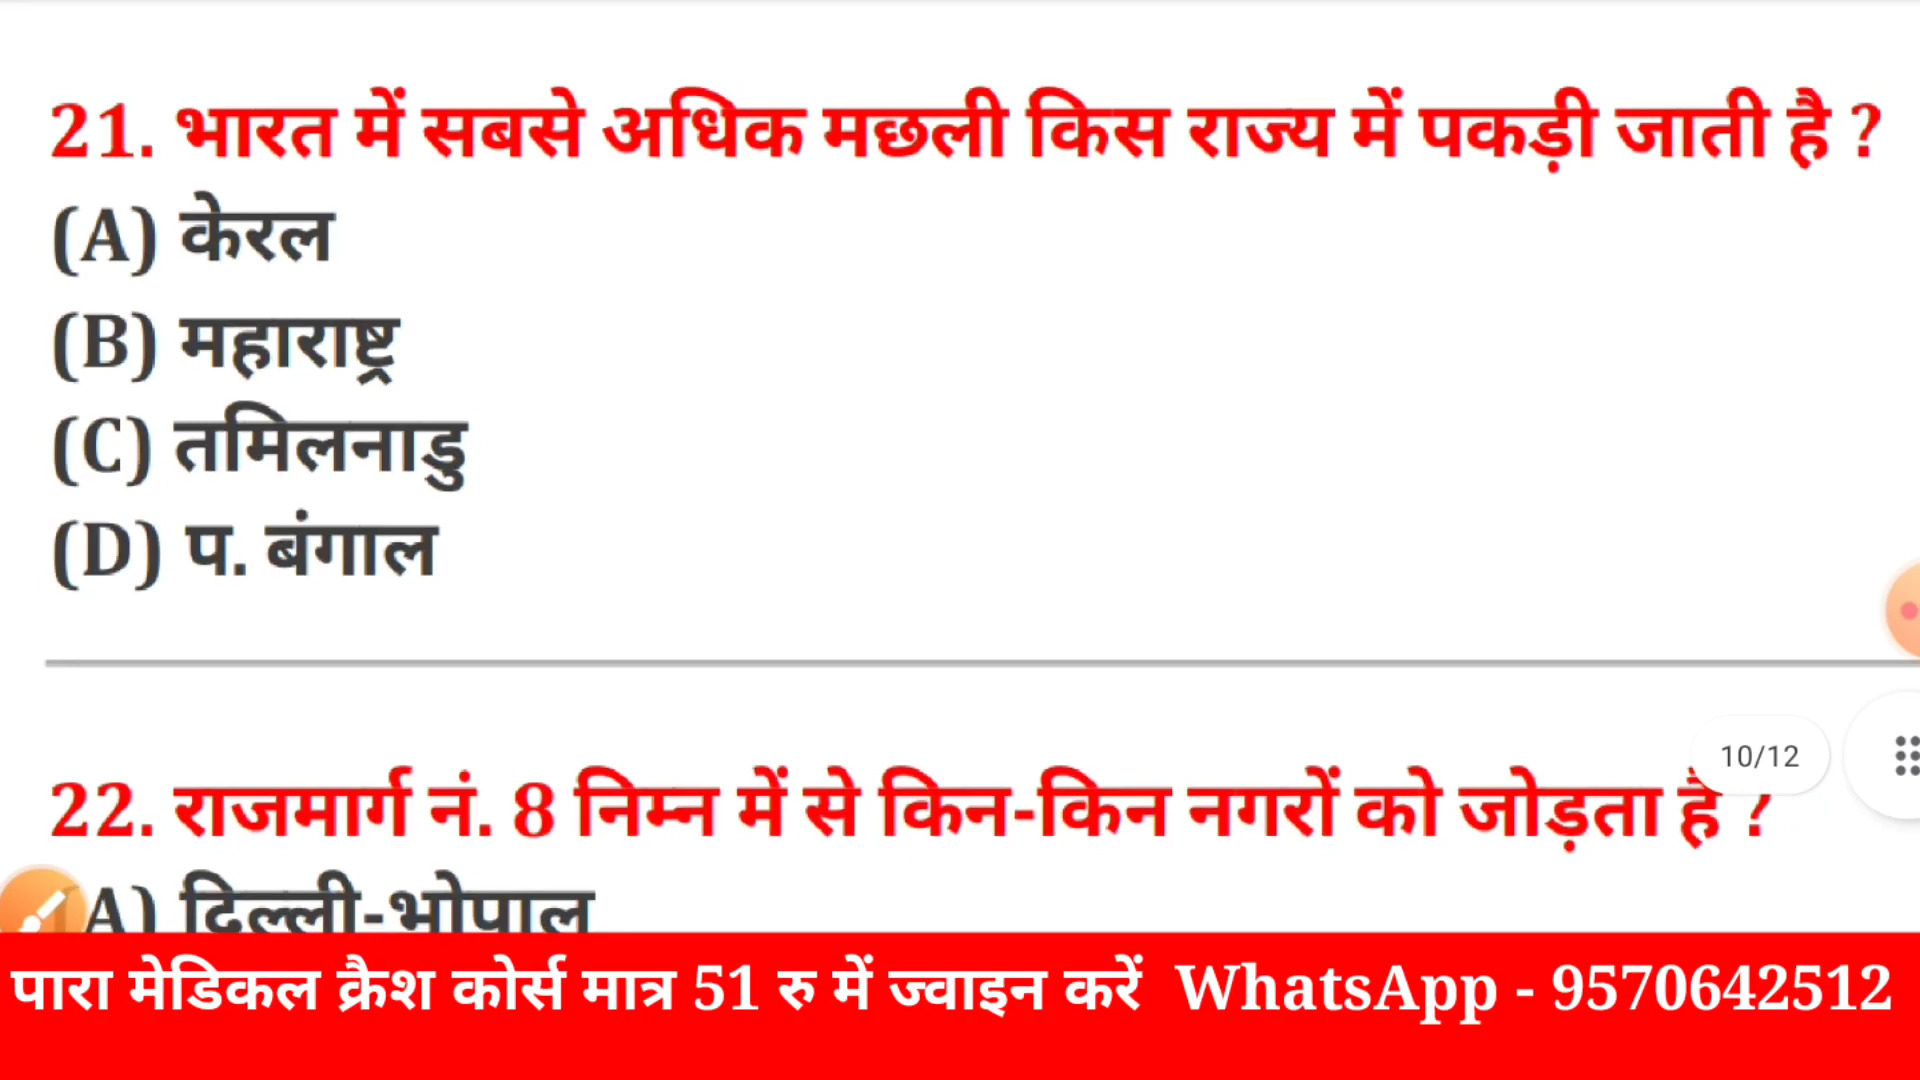 21. भारत में सबसे अधिक मछली किस राज्य में पकड़ी जाती है ?
(A) केरल
(B) महाराष्ट्र
(C) तमिलनाडु
(D) प. बंगाल
10/12
22. राजमार्ग नं. 8 निम्न में से किन-किन नगरों को जोड़ता है ?
A) दिल्ली-भोपाल
पारा मेडिकल क्रैश कोर्स मात्र 51 रु में ज्वाइन करें WhatsApp - 9570642512